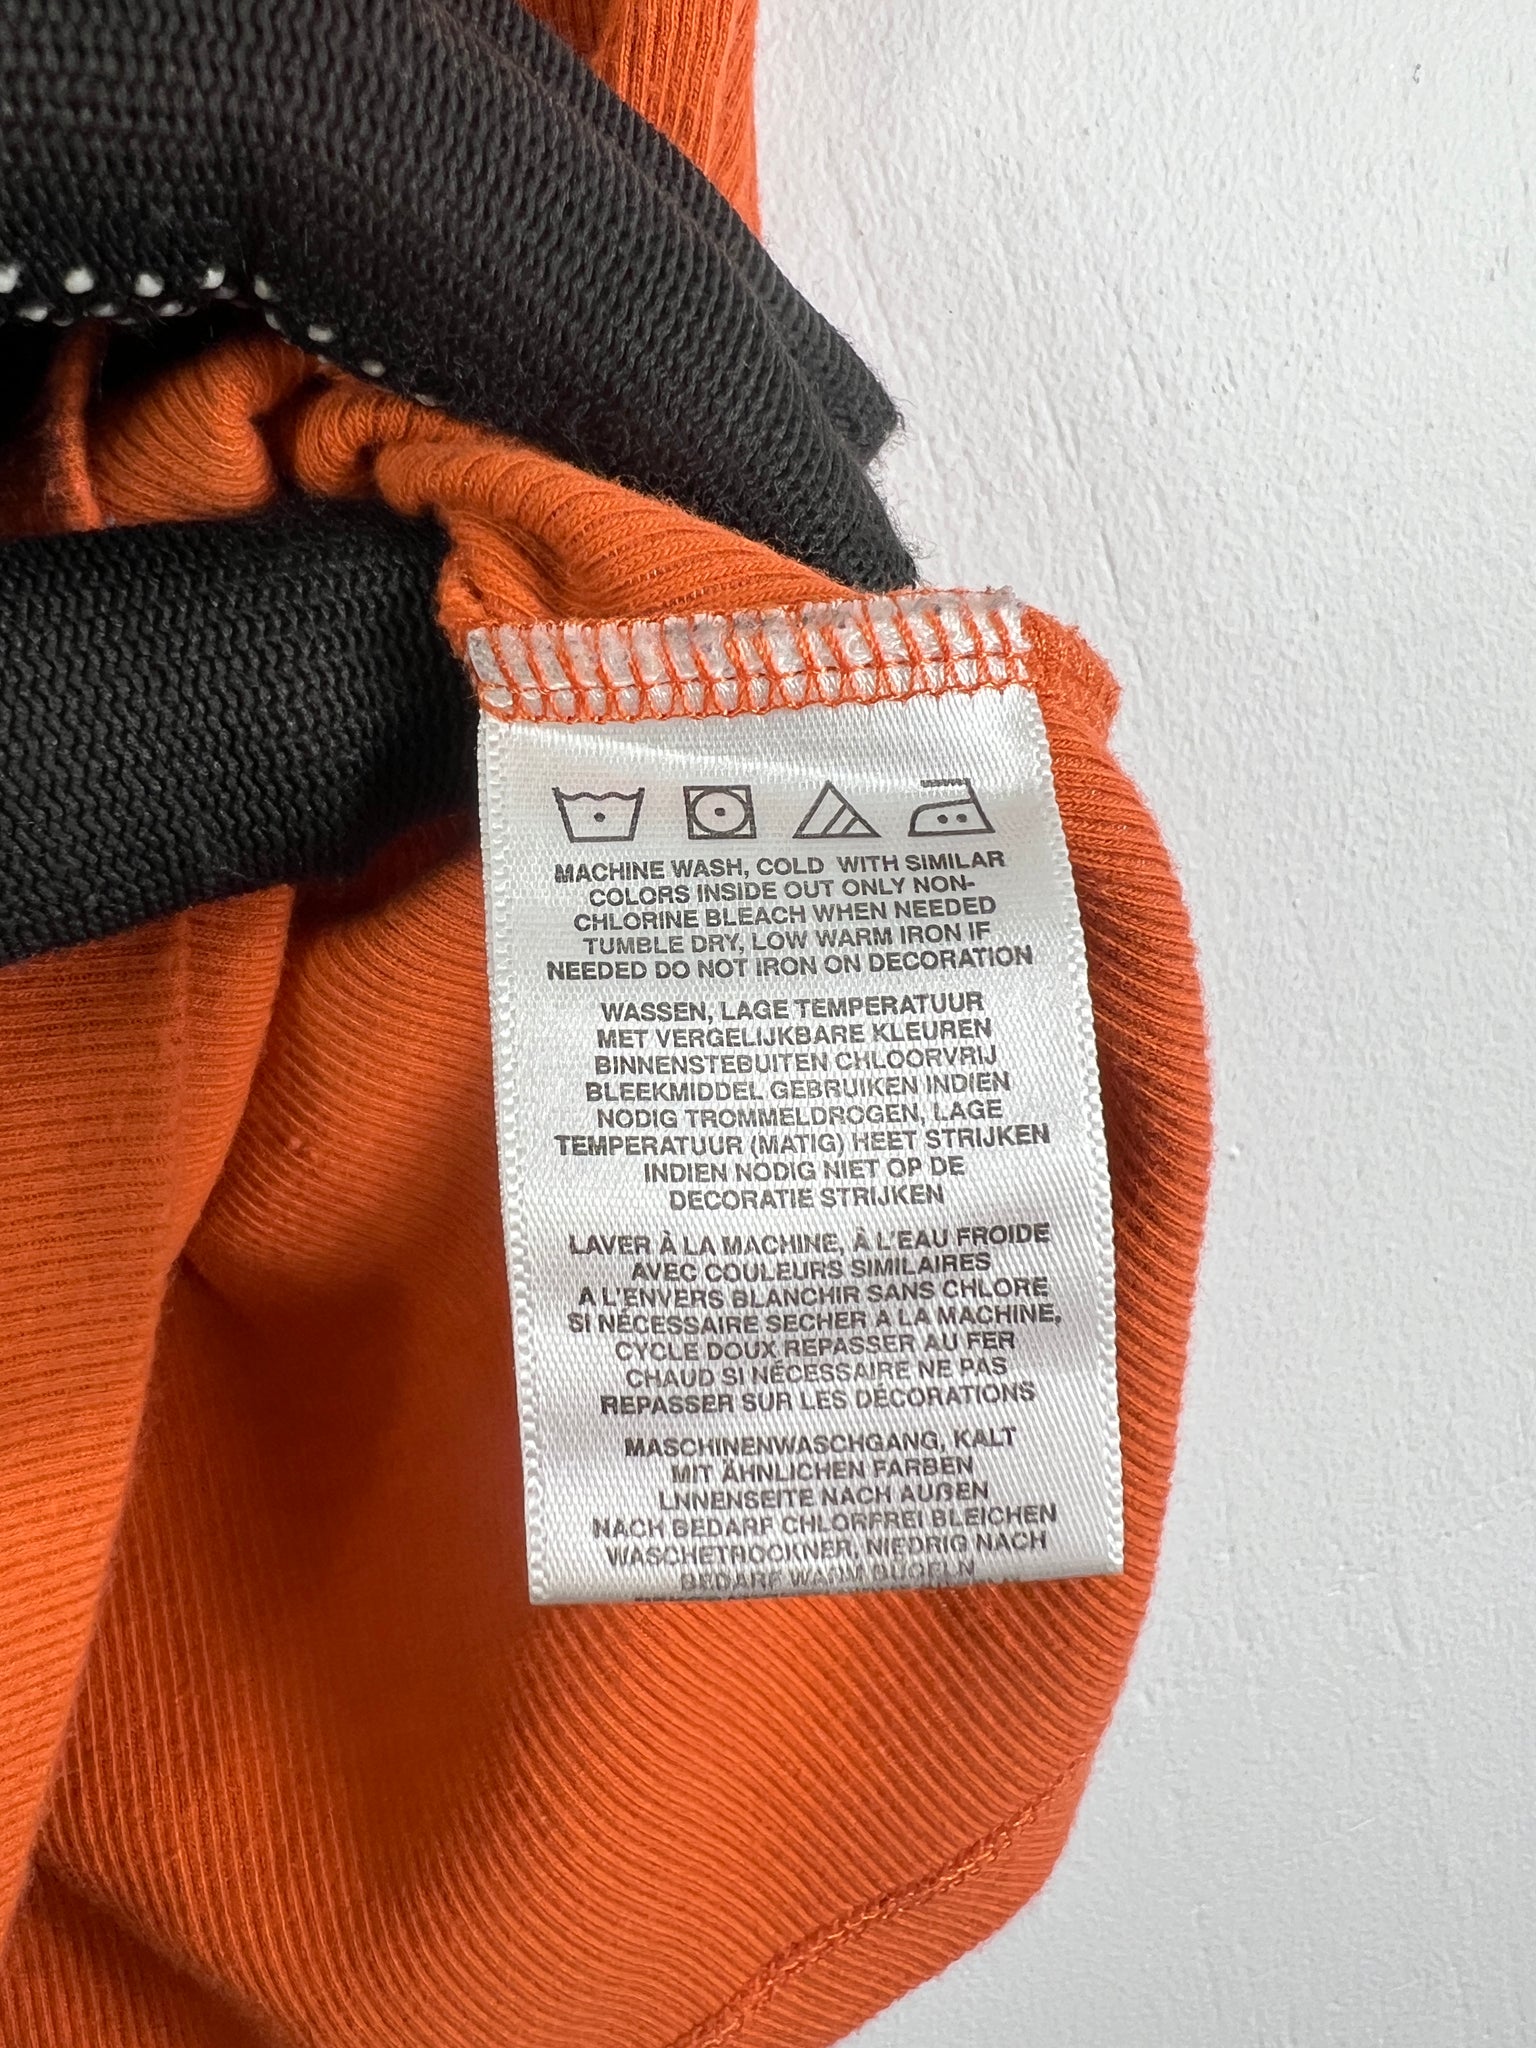 MACHINE WASH, COLD WITH SIMILAR
COLORS INSIDE OUT ONLY NON-
CHLORINE BLEACH WHEN NEEDED
TUMBLE DRY, LOW WARM IRON IF
NEEDED DO NOT IRON ON DECORATION
WASSEN, LAGE TEMPERATUUR
MET VERGELIJKBARE KLEUREN
BINNENSTEBUITEN CHLOORVRIJ
BLEEKMIDDEL GEBRUIKEN INDIEN
NODIG TROMMELDROGEN, LAGE
TEMPERATUUR (MATIG) HEET STRIJKEN
INDIEN NODIG NIET OP DE
DECORATIE STRIJKEN
LAVER À LA MACHINE, À L'EAU FROIDE
AVEC COULEURS SIMILAIRES
A L'ENVERS BLANCHIR SANS CHLORE
SI NÉCESSAIRE SECHER A LA MACHINE,
CYCLE DOUX REPASSER AU FER
CHAUD SI NÉCESSAIRE NE PAS
REPASSER SUR LES DÉCORATIONS
MASCHINENWASCHGANG, KALT
MIT ÄHNLICHEN FARBEN
LNNENSEITE NACH AUßEN
NACH BEDARF CHLORFREI BLEICHEN
WASCHETROCKNER, NIEDRIG NACH
BEDARF WARM BÜGELN